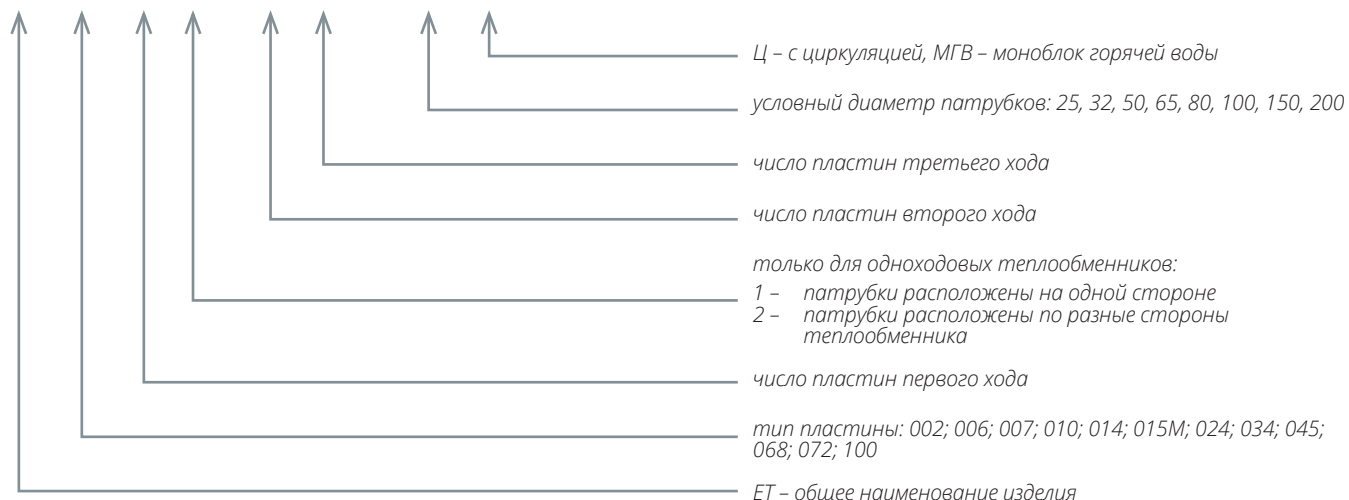 Ц – с циркуляцией, МГВ – моноблок горячей воды
условный диаметр патрубков: 25, 32, 50, 65, 80, 100, 150, 200
число пластин третьего хода
число пластин второго хода
только для одноходовых теплообменников:
1 – патрубки расположены на одной стороне
2 – патрубки расположены по разные стороны
теплообменника
число пластин первого хода
тип пластины: 002; 006; 007; 010; 014; 015М; 024; 034; 045;
068; 072; 100
ЕТ – общее наименование изделия